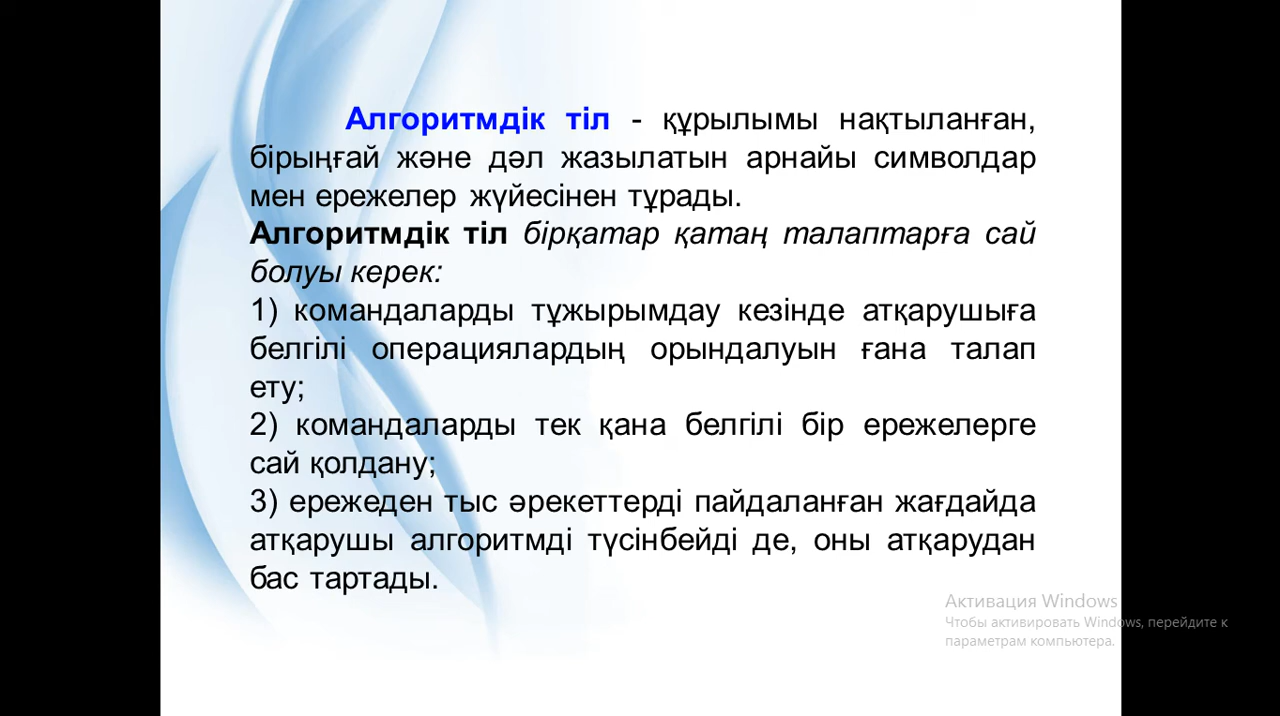 Алгоритмдік тіл - құрылымы нақтыланған,
бірыңғай және дәл жазылатын арнайы символдар
мен ережелер жүйесінен тұрады.
Алгоритмдік тіл бірқатар қатаң талаптарға сай
болуы керек:
1) командаларды тұжырымдау кезінде атқарушыға
белгілі операциялардың орындалуын ғана талап
ету;
2) командаларды тек қана белгілі бір ережелерге
сай қолдану;
3) ережеден тыс әрекеттерді пайдаланған жағдайда
атқарушы алгоритмді түсінбейді де, оны атқарудан
бас тартады.
Активация Windows
Чтобы активировать Windows, перейдите к
параметрам компьютера.